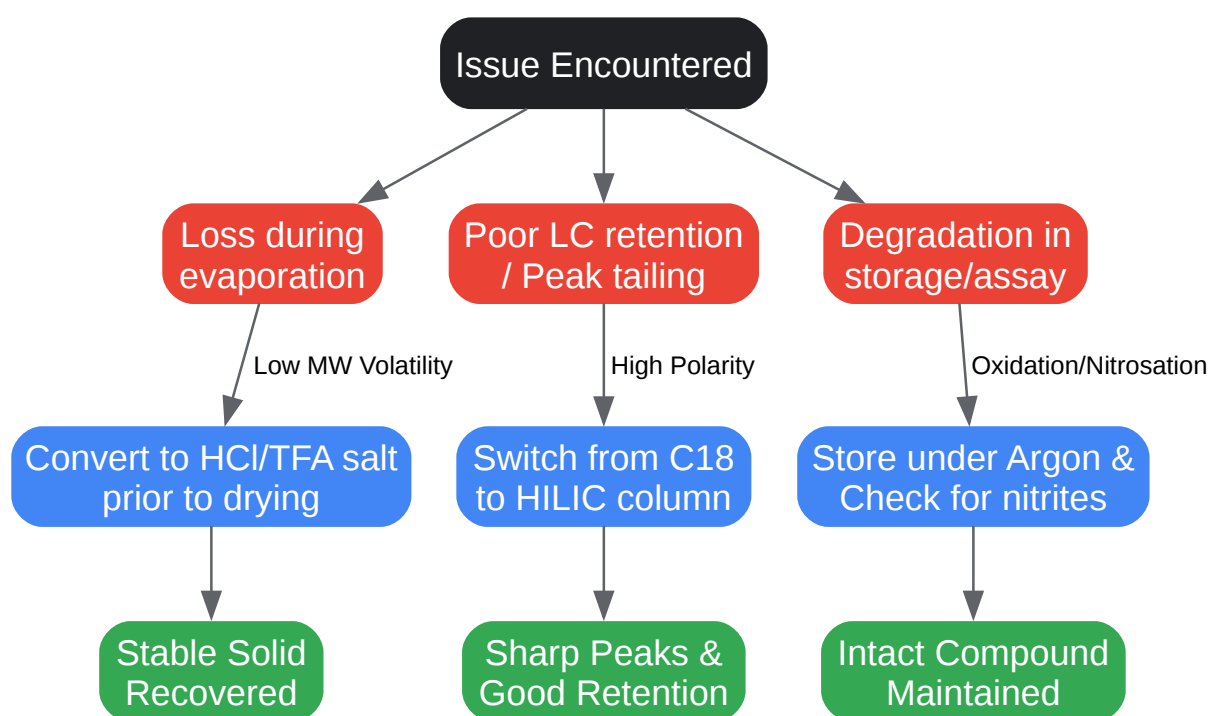 Issue Encountered
Loss during
evaporation
Poor LC retention
/ Peak tailing
Degradation in
storage/assay
Low MW Volatility
High Polarity
Oxidation/Nitrosation
Convert to HCl/TFA salt
prior to drying
Switch from C18
to HILIC column
Store under Argon &
Check for nitrites
Stable Solid
Recovered
Sharp Peaks &
Good Retention
Intact Compound
Maintained